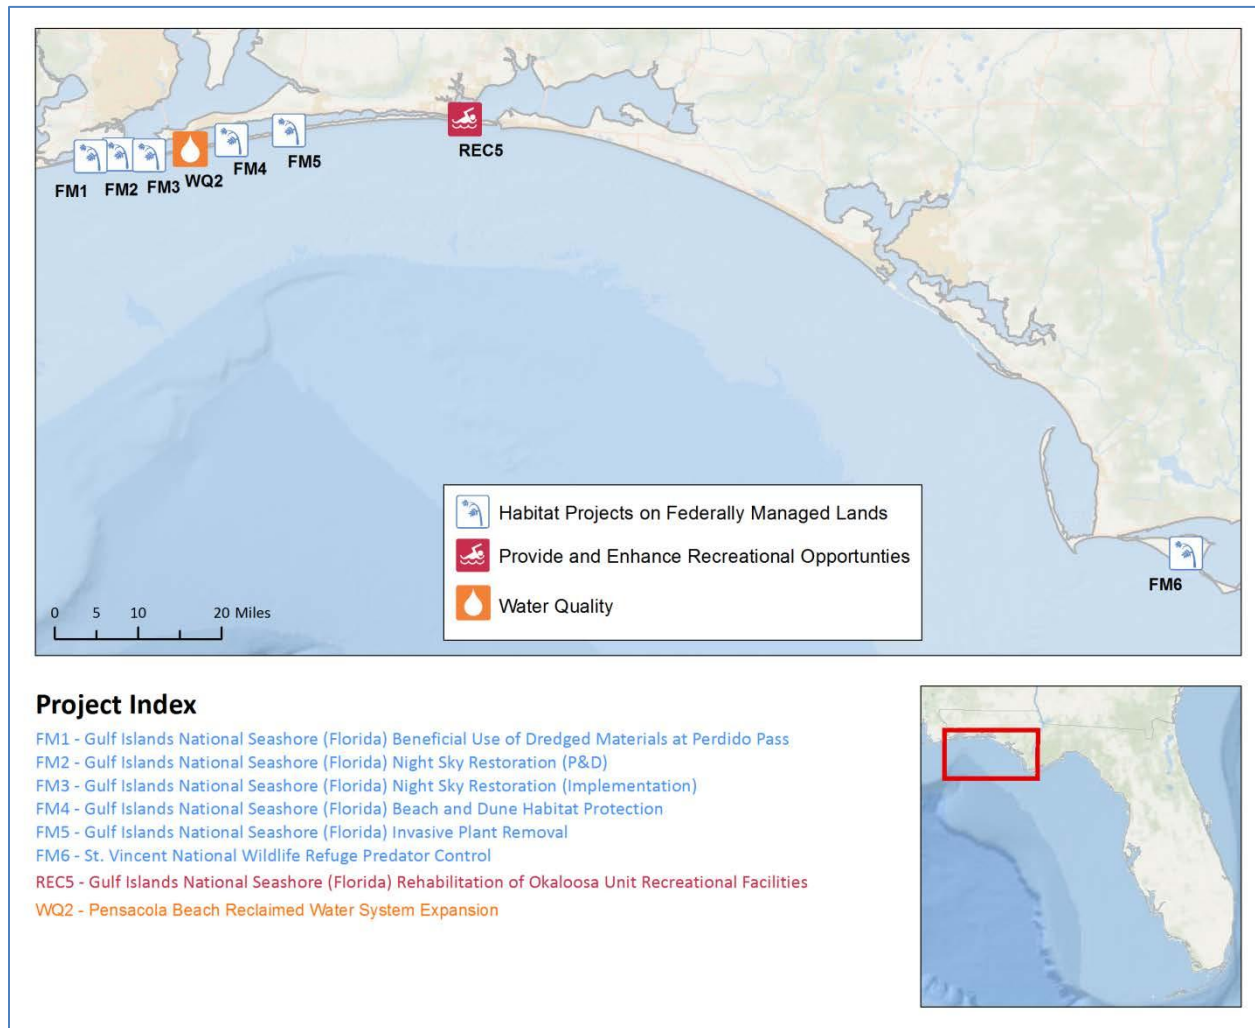 FM1
FM2
FM3
WQ2
FM4
FM5
REC5
FM6
Habitat Projects on Federally Managed Lands
Provide and Enhance Recreational Opportunties
Water Quality
0 5 10 20 Miles
Project Index
FM1 - Gulf Islands National Seashore (Florida) Beneficial Use of Dredged Materials at Perdido Pass
FM2 - Gulf Islands National Seashore (Florida) Night Sky Restoration (P&D)
FM3 - Gulf Islands National Seashore (Florida) Night Sky Restoration (Implementation)
FM4 - Gulf Islands National Seashore (Florida) Beach and Dune Habitat Protection
FM5 - Gulf Islands National Seashore (Florida) Invasive Plant Removal
FM6 - St. Vincent National Wildlife Refuge Predator Control
REC5 - Gulf Islands National Seashore (Florida) Rehabilitation of Okaloosa Unit Recreational Facilities
WQ2 - Pensacola Beach Reclaimed Water System Expansion